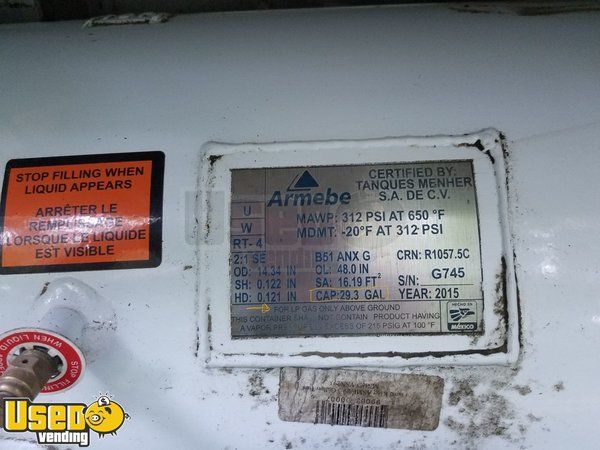 STOP FILLING WHEN
LIQUID APPEARS
ARRÊTER LE
REMPLISSAGE
LORSQUE LE LIQUIDE
EST VISIBLE
Armebe
CERTIFIED BY:
TANQUES MENHER
S.A. DE C.V.
U
W
RT- 4
MAWP: 312 PSI AT 650 °F
MDMT: -20°F AT 312 PSI
2:1 SE
B51 ANX G
CRN: R1057.5C
OD: 14.34 IN
OL: 48.0 IN
S/N: G745
SH: 0.122 IN
SA: 16.19 FT²
HD: 0.121 IN
CAP:29.3 GAL
YEAR: 2015
FOR LP GAS ONLY ABOVE GROUND
THIS CONTAINER SHALL NOT CONTAIN PRODUCT HAVING
A VAPOR PRESSURE IN EXCESS OF 215 PSIG AT 100 °F
HECHO EN
MÉXICO
STOP FILLING
WHEN LIQUID
USED
vending